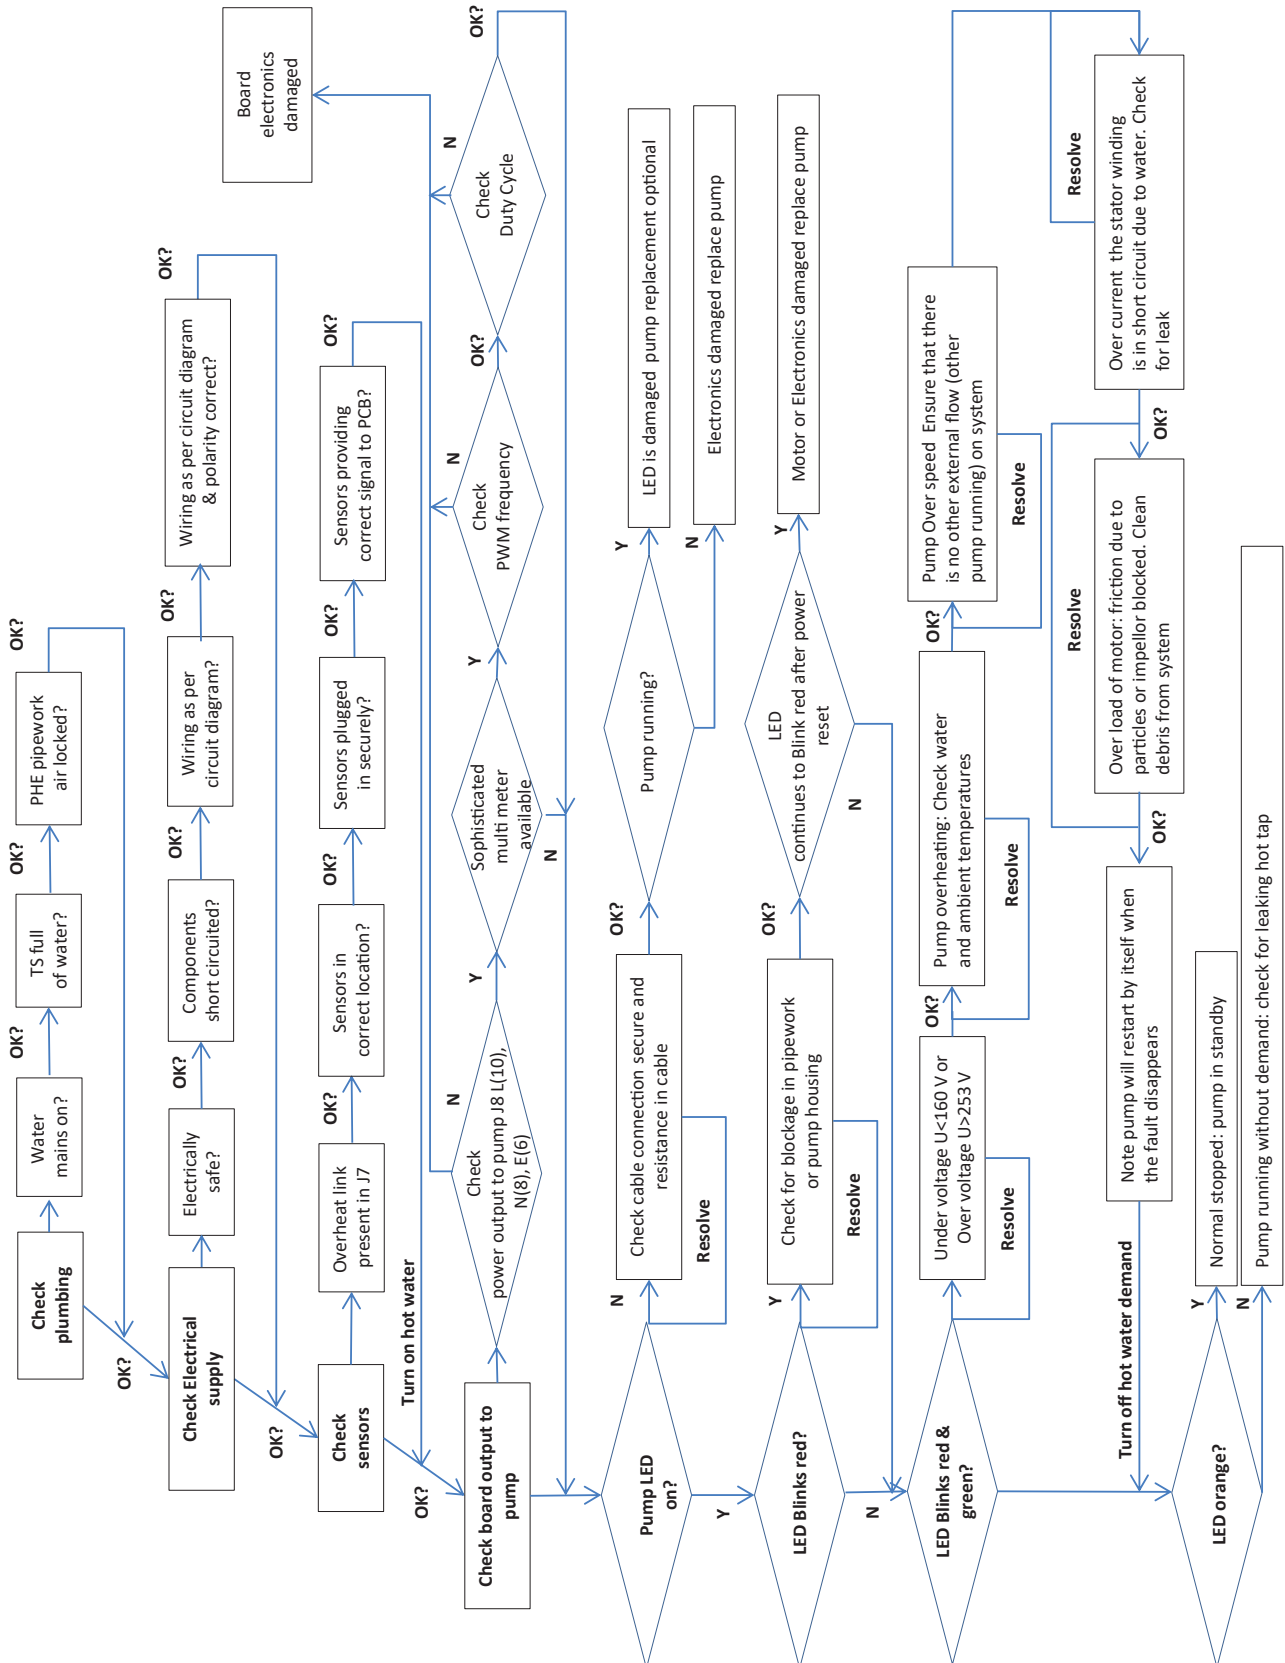 Check
plumbing
Water
mains on?
OK?
TS full
of water?
OK?
PHE pipework
air locked?
OK?
OK?
Check Electrical
supply
Electrically
safe?
OK?
Components
short circuited?
OK?
Wiring as per
circuit diagram?
OK?
Wiring as per circuit diagram
& polarity correct?
OK?
OK?
Check
sensors
Overheat link
present in J7
OK?
Sensors in
correct location?
OK?
Sensors plugged
in securely?
OK?
Sensors providing
correct signal to PCB?
OK?
Turn on hot water
OK?
Check board output to
pump
Check
power output to pump J8 L(10),
N(8), E(6)
N
Y
Sophisticated
multi meter
available
N
Y
Check
PWM frequency
N
OK?
Check
Duty Cycle
N
OK?
Board
electronics
damaged
Pump LED
on?
N
Y
Check cable connection secure and
resistance in cable
Resolve
OK?
Pump running?
Y
LED is damaged pump replacement optional
N
Electronics damaged replace pump
LED Blinks red?
Y
N
Check for blockage in pipework
or pump housing
Resolve
OK?
LED
continues to Blink red after power
reset
Y
N
Motor or Electronics damaged replace pump
LED Blinks red &
green?
Under voltage U<160 V or
Over voltage U>253 V
Resolve
OK?
Pump overheating: Check water
and ambient temperatures
Resolve
OK?
Pump Over speed Ensure that there
is no other external flow (other
pump running) on system
Resolve
Over current the stator winding
is in short circuit due to water. Check
for leak
Resolve
OK?
Over load of motor: friction due to
particles or impellor blocked. Clean
debris from system
Resolve
OK?
Note pump will restart by itself when
the fault disappears
Turn off hot water demand
LED orange?
Y
Normal stopped: pump in standby
N
Pump running without demand: check for leaking hot tap